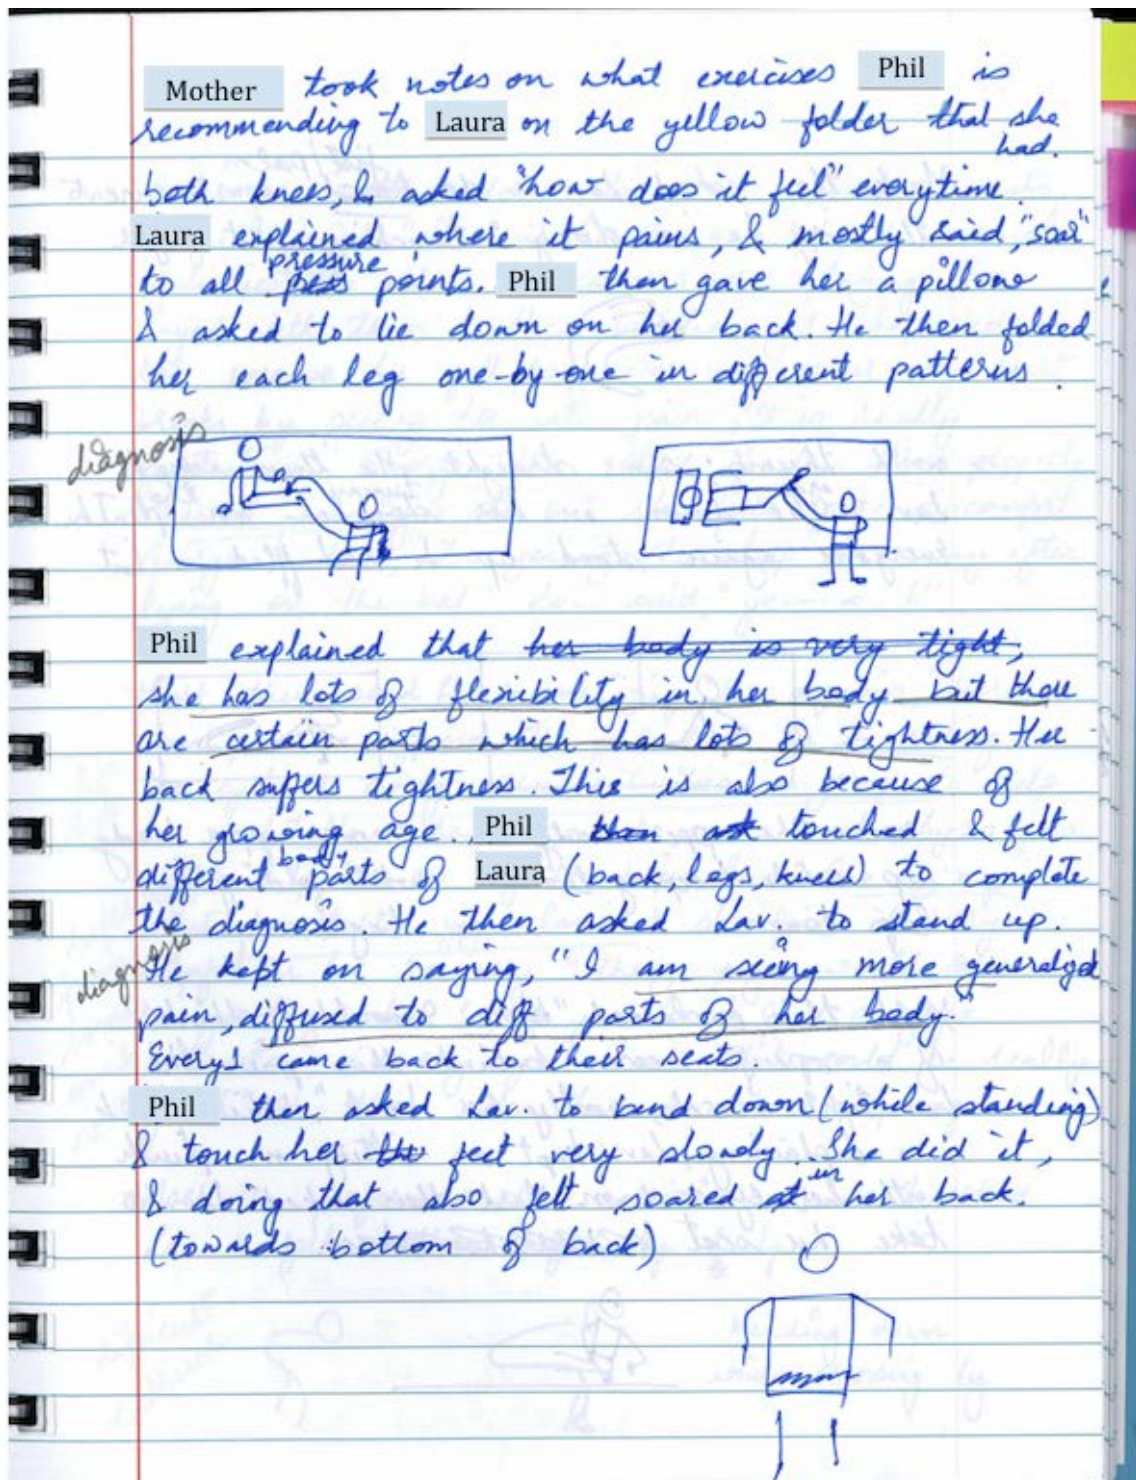 Mother took notes on what exercises Phil is
recommending to Laura on the yellow folder that she
had.
both knees, & asked "how does it feel" everytime.
Laura explained where it pains, & mostly said, "soar"
pressure
to all press points. Phil then gave her a pillow
& asked to lie down on her back. He then folded
her each leg one-by-one in different patterns.
diagnosis
Phil explained that her body is very tight,
she has lots of flexibility in her body but there
are certain parts which has lots of tightness. Her
back suffers tightness. This is also because of
her growing age. Phil then ask touched & felt
body
different parts of Laura (back, legs, knees) to complete
the diagnosis. He then asked Lav. to stand up.
diagnosis
He kept on saying, "I am seeing more generalized
pain, diffused to diff parts of her body."
Every1 came back to their seats.
Phil then asked Lav. to bend down (while standing)
& touch her feet very slowly. She did it,
in
& doing that also felt soared at her back.
(towards bottom of back)